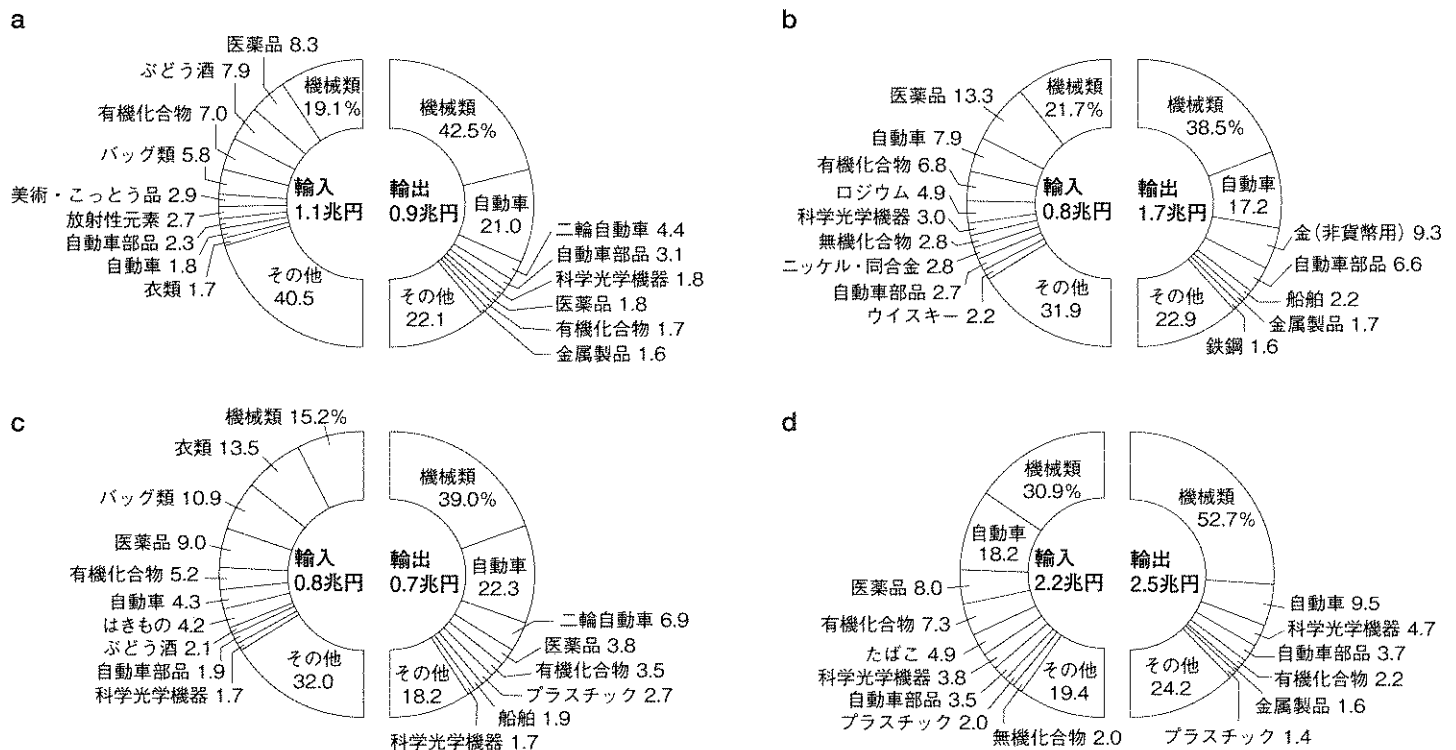 a
医薬品 8.3
ぶどう酒 7.9
有機化合物 7.0
バッグ類 5.8
美術・こっとう品 2.9
放射性元素 2.7
自動車部品 2.3
自動車 1.8
衣類 1.7
その他
40.5
機械類
19.1%
輸入
1.1兆円
輸出
0.9兆円
機械類
42.5%
自動車
21.0
二輪自動車 4.4
自動車部品 3.1
科学光学機器 1.8
医薬品 1.8
有機化合物 1.7
金属製品 1.6
その他
22.1
b
機械類
21.7%
医薬品 13.3
自動車 7.9
有機化合物 6.8
ロジウム 4.9
科学光学機器 3.0
無機化合物 2.8
ニッケル・同合金 2.8
自動車部品 2.7
ウイスキー 2.2
その他
31.9
輸入
0.8兆円
輸出
1.7兆円
機械類
38.5%
自動車
17.2
金(非貨幣用) 9.3
自動車部品 6.6
船舶 2.2
金属製品 1.7
鉄鋼 1.6
その他
22.9
c
機械類 15.2%
衣類 13.5
バッグ類 10.9
医薬品 9.0
有機化合物 5.2
自動車 4.3
はきもの 4.2
ぶどう酒 2.1
自動車部品 1.9
科学光学機器 1.7
その他
32.0
輸入
0.8兆円
輸出
0.7兆円
機械類
39.0%
自動車
22.3
二輪自動車 6.9
医薬品 3.8
有機化合物 3.5
プラスチック 2.7
船舶 1.9
科学光学機器 1.7
その他
18.2
d
機械類
30.9%
自動車
18.2
医薬品 8.0
有機化合物 7.3
たばこ 4.9
科学光学機器 3.8
自動車部品 3.5
プラスチック 2.0
無機化合物 2.0
その他
19.4
輸入
2.2兆円
輸出
2.5兆円
機械類
52.7%
自動車 9.5
科学光学機器 4.7
自動車部品 3.7
有機化合物 2.2
金属製品 1.6
プラスチック 1.4
その他
24.2